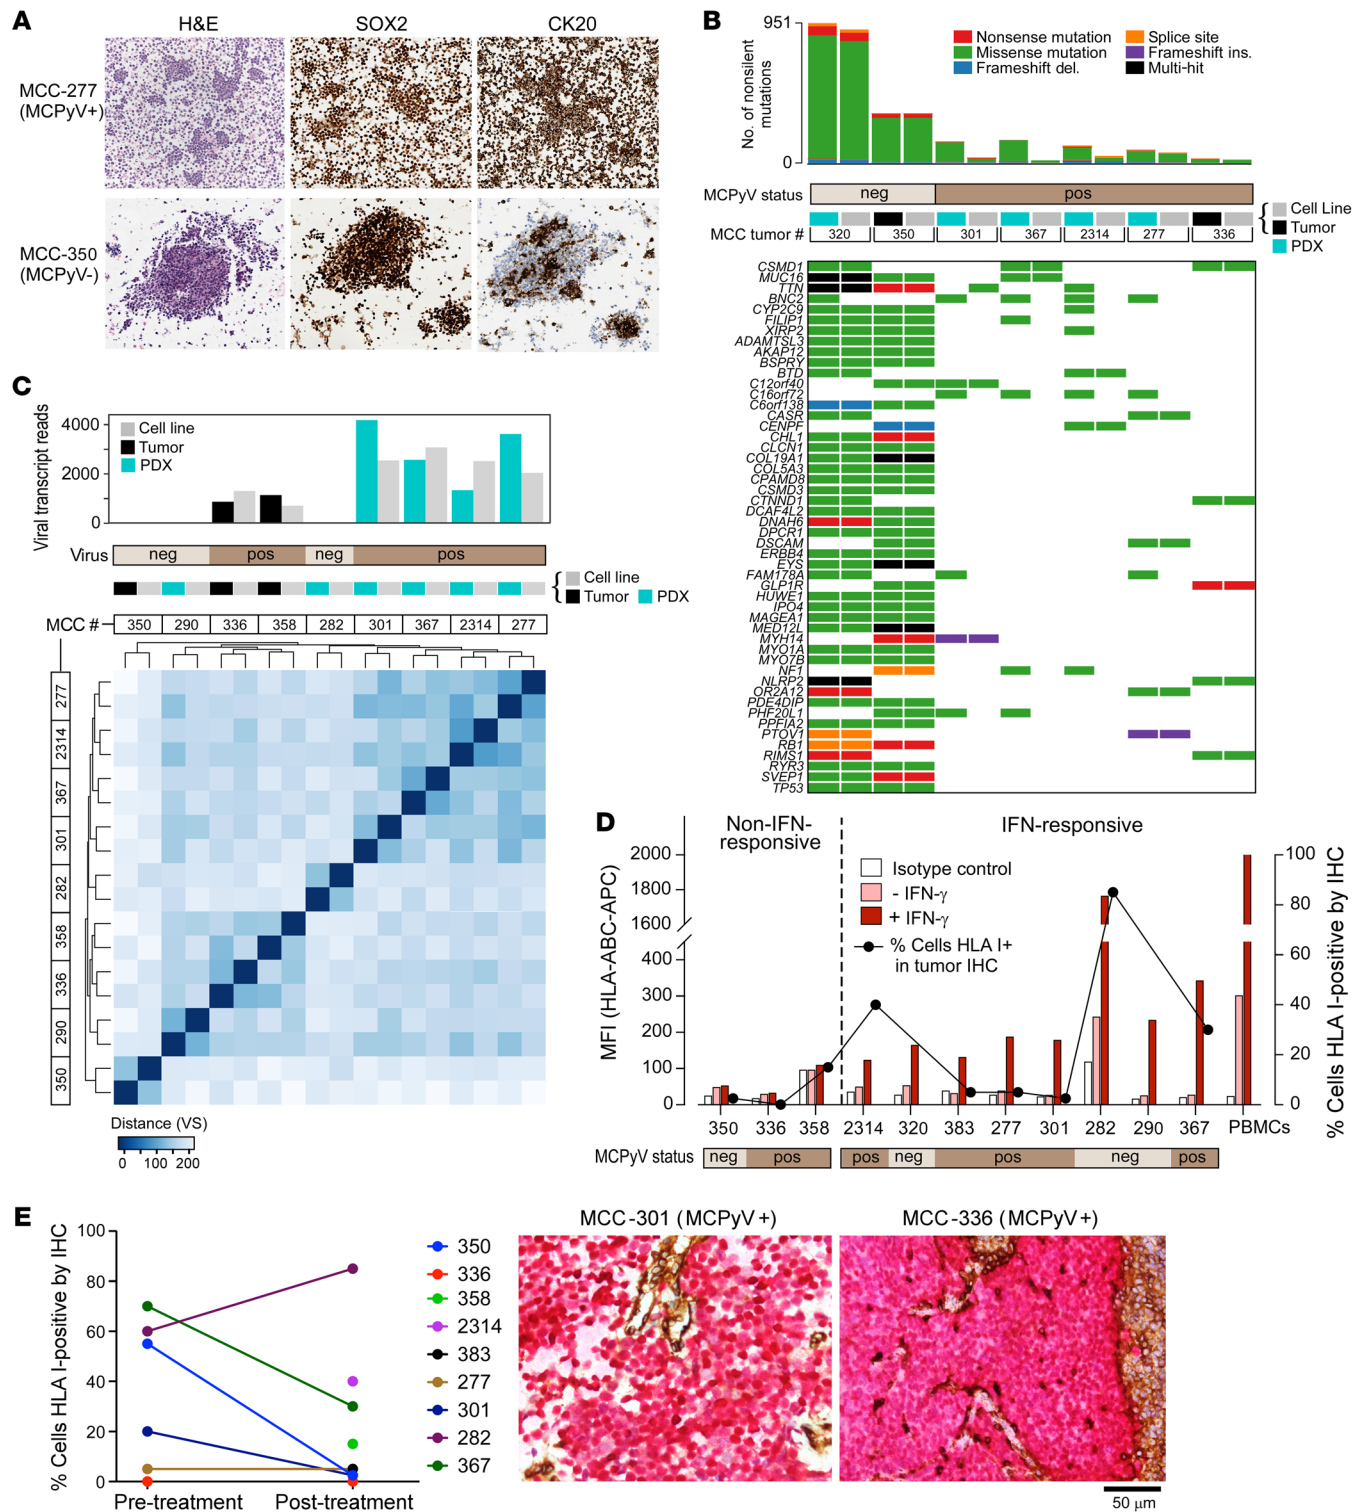 A
H&E
SOX2
CK20
MCC-277
(MCPyV+)
MCC-350
(MCPyV-)
B
951
0
No. of nonsilent
mutations
Nonsense mutation
Missense mutation
Frameshift del.
Splice site
Frameshift ins.
Multi-hit
MCPyV status
neg
pos
Cell Line
Tumor
PDX
MCC tumor #
320
350
301
367
2314
277
336
CSMD1
MUC16
TTN
BNC2
CYP2C9
FILIP1
XIRP2
ADAMTSL3
AKAP12
BSPRY
BTD
C12orf40
C16orf72
C6orf138
CASR
CENPF
CHL1
CLCN1
COL19A1
COL5A3
CPAMD8
CSMD3
CTNND1
DCAF4L2
DNAH6
DPCR1
DSCAM
ERBB4
EYS
FAM178A
GLP1R
HUWE1
IPO4
MAGEA1
MED12L
MYH14
MYO1A
MYO7B
NF1
NLRP2
OR2A12
PDE4DIP
PHF20L1
PPFIA2
PTOV1
RB1
RIMS1
RYR3
SVEP1
TP53
C
Viral transcript reads
4000
2000
0
Cell line
Tumor
PDX
Virus
neg
pos
neg
pos
Cell line
Tumor
PDX
MCC #
350
290
336
358
282
301
367
2314
277
277
2314
367
301
282
358
336
290
350
Distance (VS)
0
100
200
D
Non-IFN-
responsive
IFN-responsive
MFI (HLA-ABC-APC)
2000
1800
1600
400
300
200
100
0
Isotype control
- IFN-γ
+ IFN-γ
% Cells HLA I+
in tumor IHC
% Cells HLA I-positive by IHC
100
80
60
40
20
0
350
336
358
2314
320
383
277
301
282
290
367
PBMCs
MCPyV status
neg
pos
pos
neg
pos
neg
pos
E
% Cells HLA I-positive by IHC
100
80
60
40
20
0
Pre-treatment
Post-treatment
350
336
358
2314
383
277
301
282
367
MCC-301 (MCPyV+)
MCC-336 (MCPyV+)
50 μm